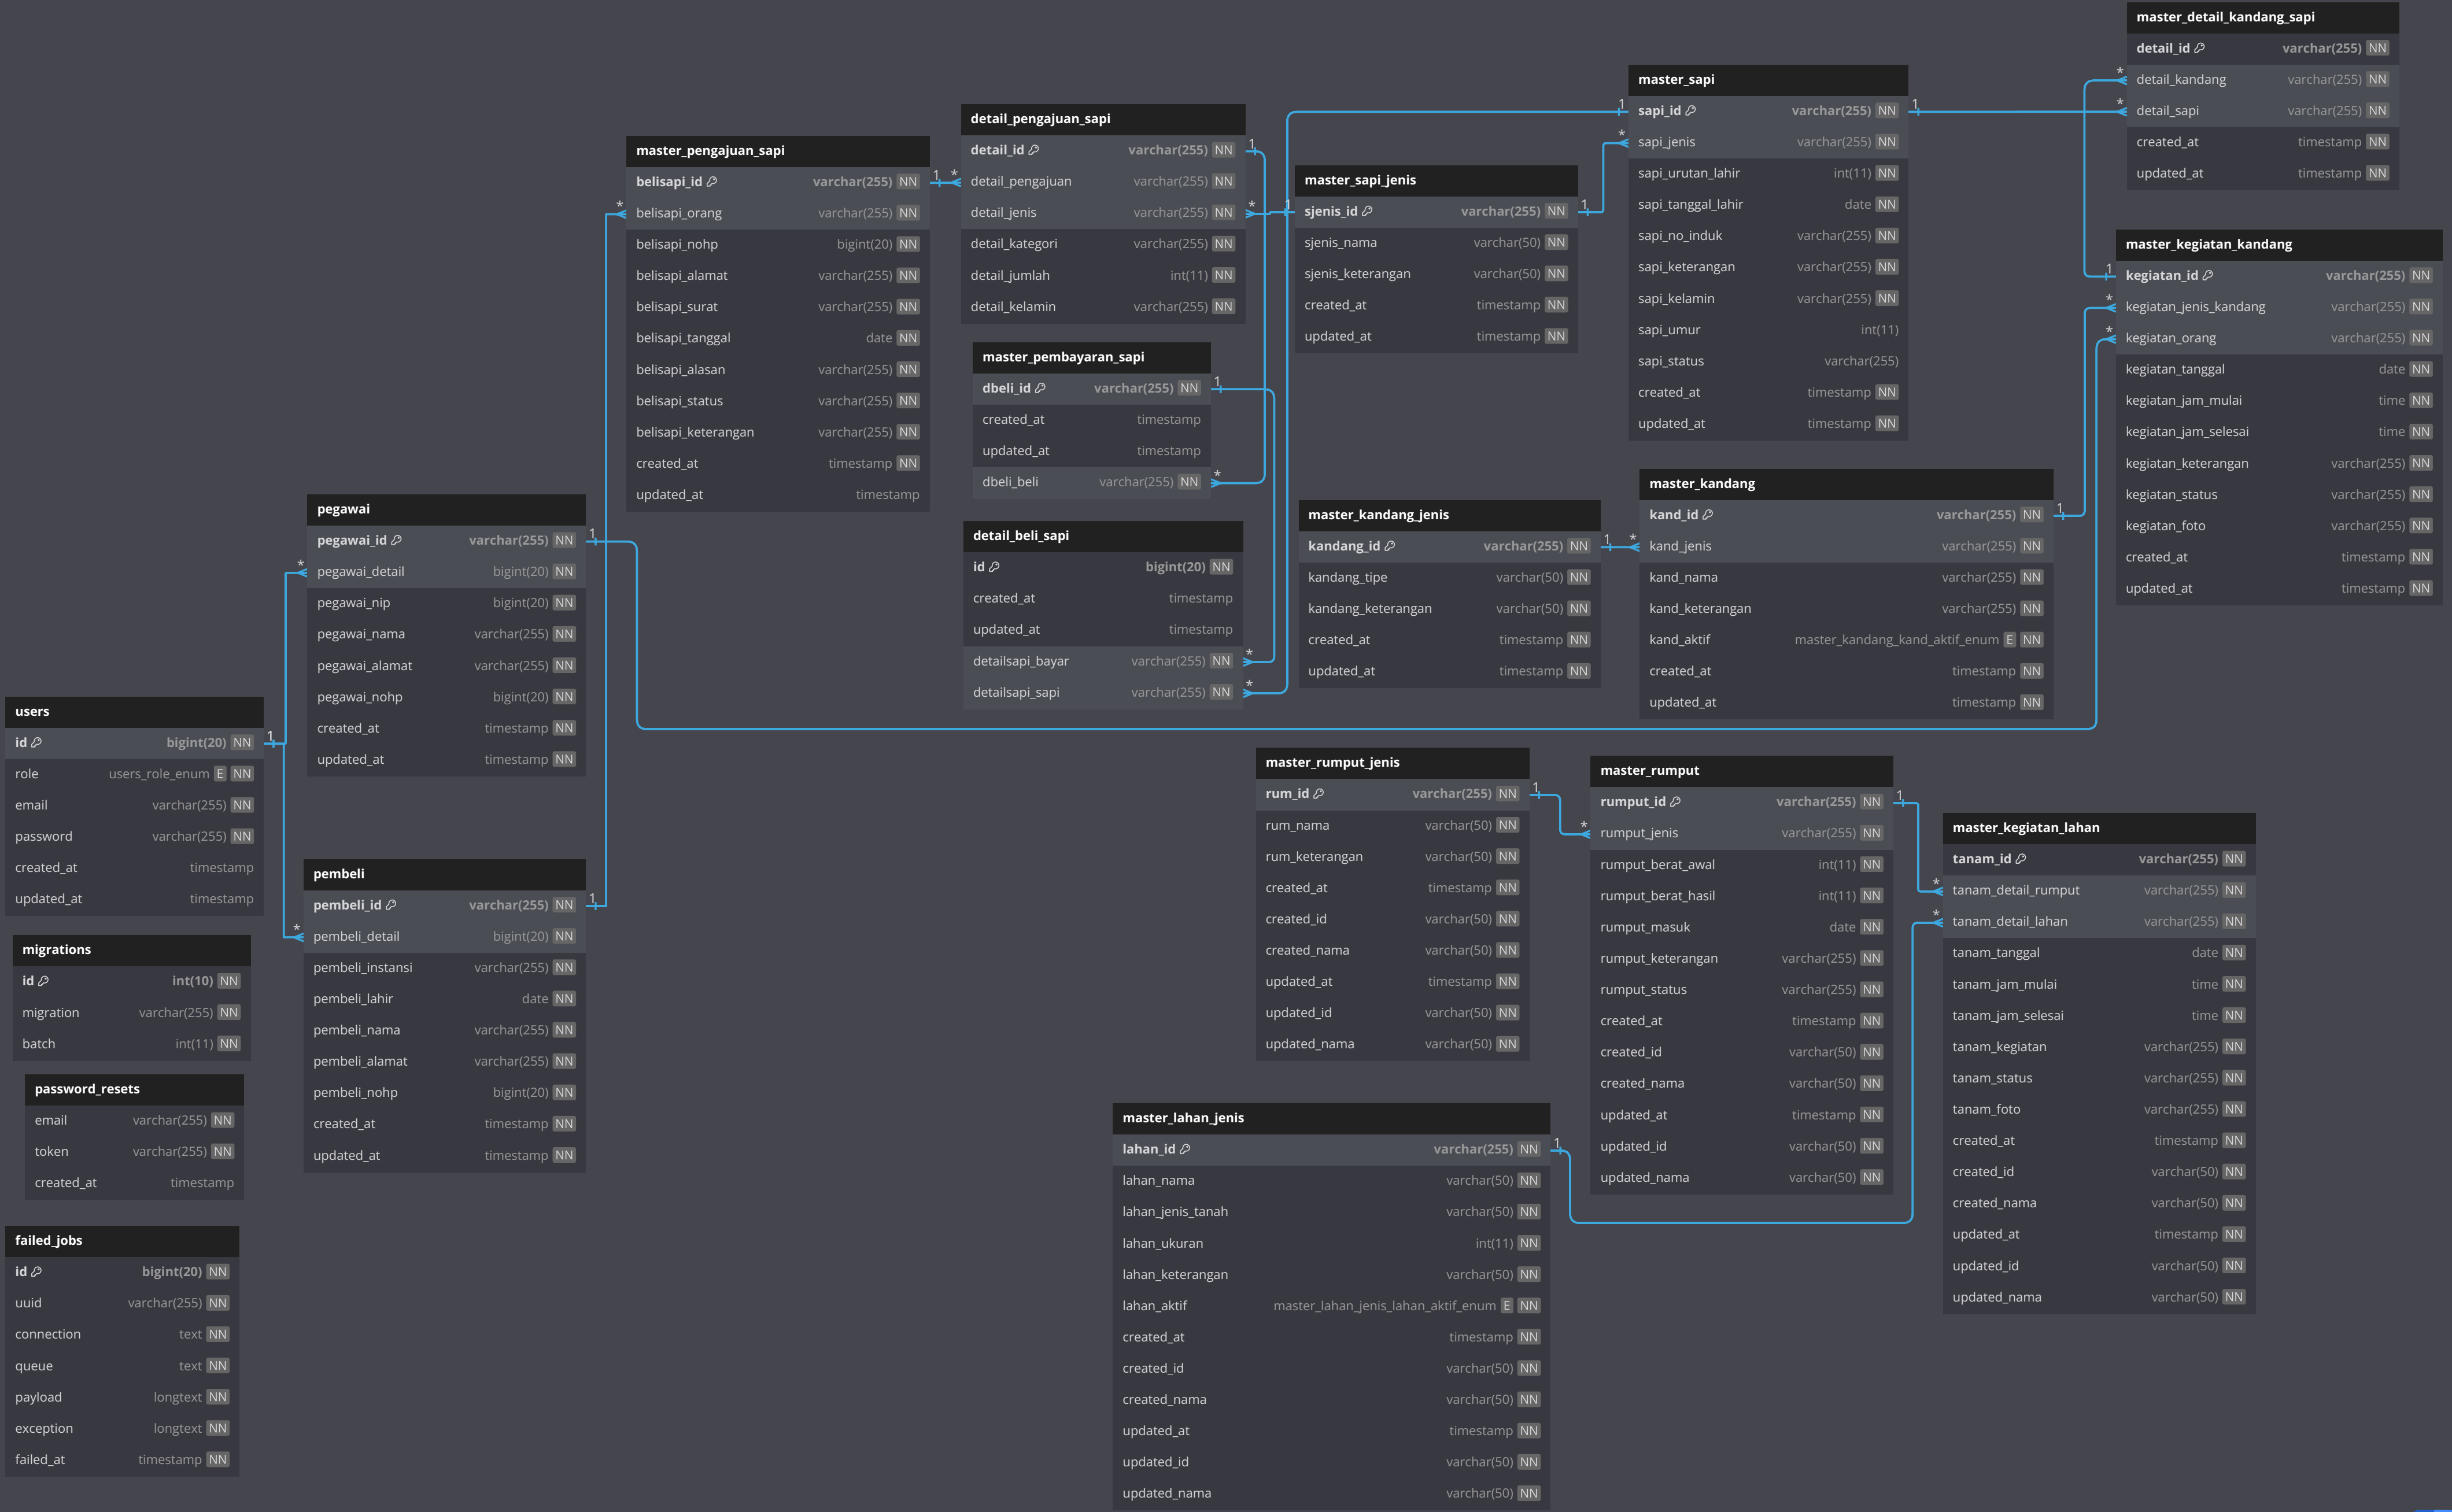 master_detail_kandang_sapi
detail_id varchar(255) NN
* detail_kandang varchar(255) NN
* detail_sapi varchar(255) NN
created_at timestamp NN
updated_at timestamp NN
master_sapi
1 sapi_id varchar(255) NN 1
* sapi_jenis varchar(255) NN
sapi_urutan_lahir int(11) NN
sapi_tanggal_lahir date NN
sapi_no_induk varchar(255) NN
sapi_keterangan varchar(255) NN
sapi_kelamin varchar(255) NN
sapi_umur int(11)
sapi_status varchar(255)
created_at timestamp NN
updated_at timestamp NN
detail_pengajuan_sapi
detail_id varchar(255) NN 1
* detail_pengajuan varchar(255) NN
detail_jenis varchar(255) NN *
detail_kategori varchar(255) NN
detail_jumlah int(11) NN
detail_kelamin varchar(255) NN
master_pengajuan_sapi
belisapi_id varchar(255) NN 1
* belisapi_orang varchar(255) NN
belisapi_nohp bigint(20) NN
belisapi_alamat varchar(255) NN
belisapi_surat varchar(255) NN
belisapi_tanggal date NN
belisapi_alasan varchar(255) NN
belisapi_status varchar(255) NN
belisapi_keterangan varchar(255) NN
created_at timestamp NN
updated_at timestamp
master_sapi_jenis
1 sjenis_id varchar(255) NN 1
sjenis_nama varchar(50) NN
sjenis_keterangan varchar(50) NN
created_at timestamp NN
updated_at timestamp NN
master_kegiatan_kandang
1 kegiatan_id varchar(255) NN
* kegiatan_jenis_kandang varchar(255) NN
* kegiatan_orang varchar(255) NN
kegiatan_tanggal date NN
kegiatan_jam_mulai time NN
kegiatan_jam_selesai time NN
kegiatan_keterangan varchar(255) NN
kegiatan_status varchar(255) NN
kegiatan_foto varchar(255) NN
created_at timestamp NN
updated_at timestamp NN
master_pembayaran_sapi
dbeli_id varchar(255) NN 1
created_at timestamp
updated_at timestamp
dbeli_beli varchar(255) NN *
master_kandang
kand_id varchar(255) NN 1
* kand_jenis varchar(255) NN
kand_nama varchar(255) NN
kand_keterangan varchar(255) NN
kand_aktif master_kandang_kand_aktif_enum E NN
created_at timestamp NN
updated_at timestamp NN
pegawai
pegawai_id varchar(255) NN 1
* pegawai_detail bigint(20) NN
pegawai_nip bigint(20) NN
pegawai_nama varchar(255) NN
pegawai_alamat varchar(255) NN
pegawai_nohp bigint(20) NN
created_at timestamp NN
updated_at timestamp NN
master_kandang_jenis
kandang_id varchar(255) NN 1
kandang_tipe varchar(50) NN
kandang_keterangan varchar(50) NN
created_at timestamp NN
updated_at timestamp NN
detail_beli_sapi
id bigint(20) NN
created_at timestamp
updated_at timestamp
detailsapi_bayar varchar(255) NN *
detailsapi_sapi varchar(255) NN *
users
id bigint(20) NN 1
role users_role_enum E NN
email varchar(255) NN
password varchar(255) NN
created_at timestamp
updated_at timestamp
master_rumput_jenis
rum_id varchar(255) NN 1
rum_nama varchar(50) NN
rum_keterangan varchar(50) NN
created_at timestamp NN
created_id varchar(50) NN
created_nama varchar(50) NN
updated_at timestamp NN
updated_id varchar(50) NN
updated_nama varchar(50) NN
master_rumput
rumput_id varchar(255) NN 1
* rumput_jenis varchar(255) NN
rumput_berat_awal int(11) NN
rumput_berat_hasil int(11) NN
rumput_masuk date NN
rumput_keterangan varchar(255) NN
rumput_status varchar(255) NN
created_at timestamp NN
created_id varchar(50) NN
created_nama varchar(50) NN
updated_at timestamp NN
updated_id varchar(50) NN
updated_nama varchar(50) NN
master_kegiatan_lahan
tanam_id varchar(255) NN
* tanam_detail_rumput varchar(255) NN
* tanam_detail_lahan varchar(255) NN
tanam_tanggal date NN
tanam_jam_mulai time NN
tanam_jam_selesai time NN
tanam_kegiatan varchar(255) NN
tanam_status varchar(255) NN
tanam_foto varchar(255) NN
created_at timestamp NN
created_id varchar(50) NN
created_nama varchar(50) NN
updated_at timestamp NN
updated_id varchar(50) NN
updated_nama varchar(50) NN
pembeli
pembeli_id varchar(255) NN 1
* pembeli_detail bigint(20) NN
pembeli_instansi varchar(255) NN
pembeli_lahir date NN
pembeli_nama varchar(255) NN
pembeli_alamat varchar(255) NN
pembeli_nohp bigint(20) NN
created_at timestamp NN
updated_at timestamp NN
migrations
id int(10) NN
migration varchar(255) NN
batch int(11) NN
password_resets
email varchar(255) NN
token varchar(255) NN
created_at timestamp
master_lahan_jenis
lahan_id varchar(255) NN 1
lahan_nama varchar(50) NN
lahan_jenis_tanah varchar(50) NN
lahan_ukuran int(11) NN
lahan_keterangan varchar(50) NN
lahan_aktif master_lahan_jenis_lahan_aktif_enum E NN
created_at timestamp NN
created_id varchar(50) NN
created_nama varchar(50) NN
updated_at timestamp NN
updated_id varchar(50) NN
updated_nama varchar(50) NN
failed_jobs
id bigint(20) NN
uuid varchar(255) NN
connection text NN
queue text NN
payload longtext NN
exception longtext NN
failed_at timestamp NN